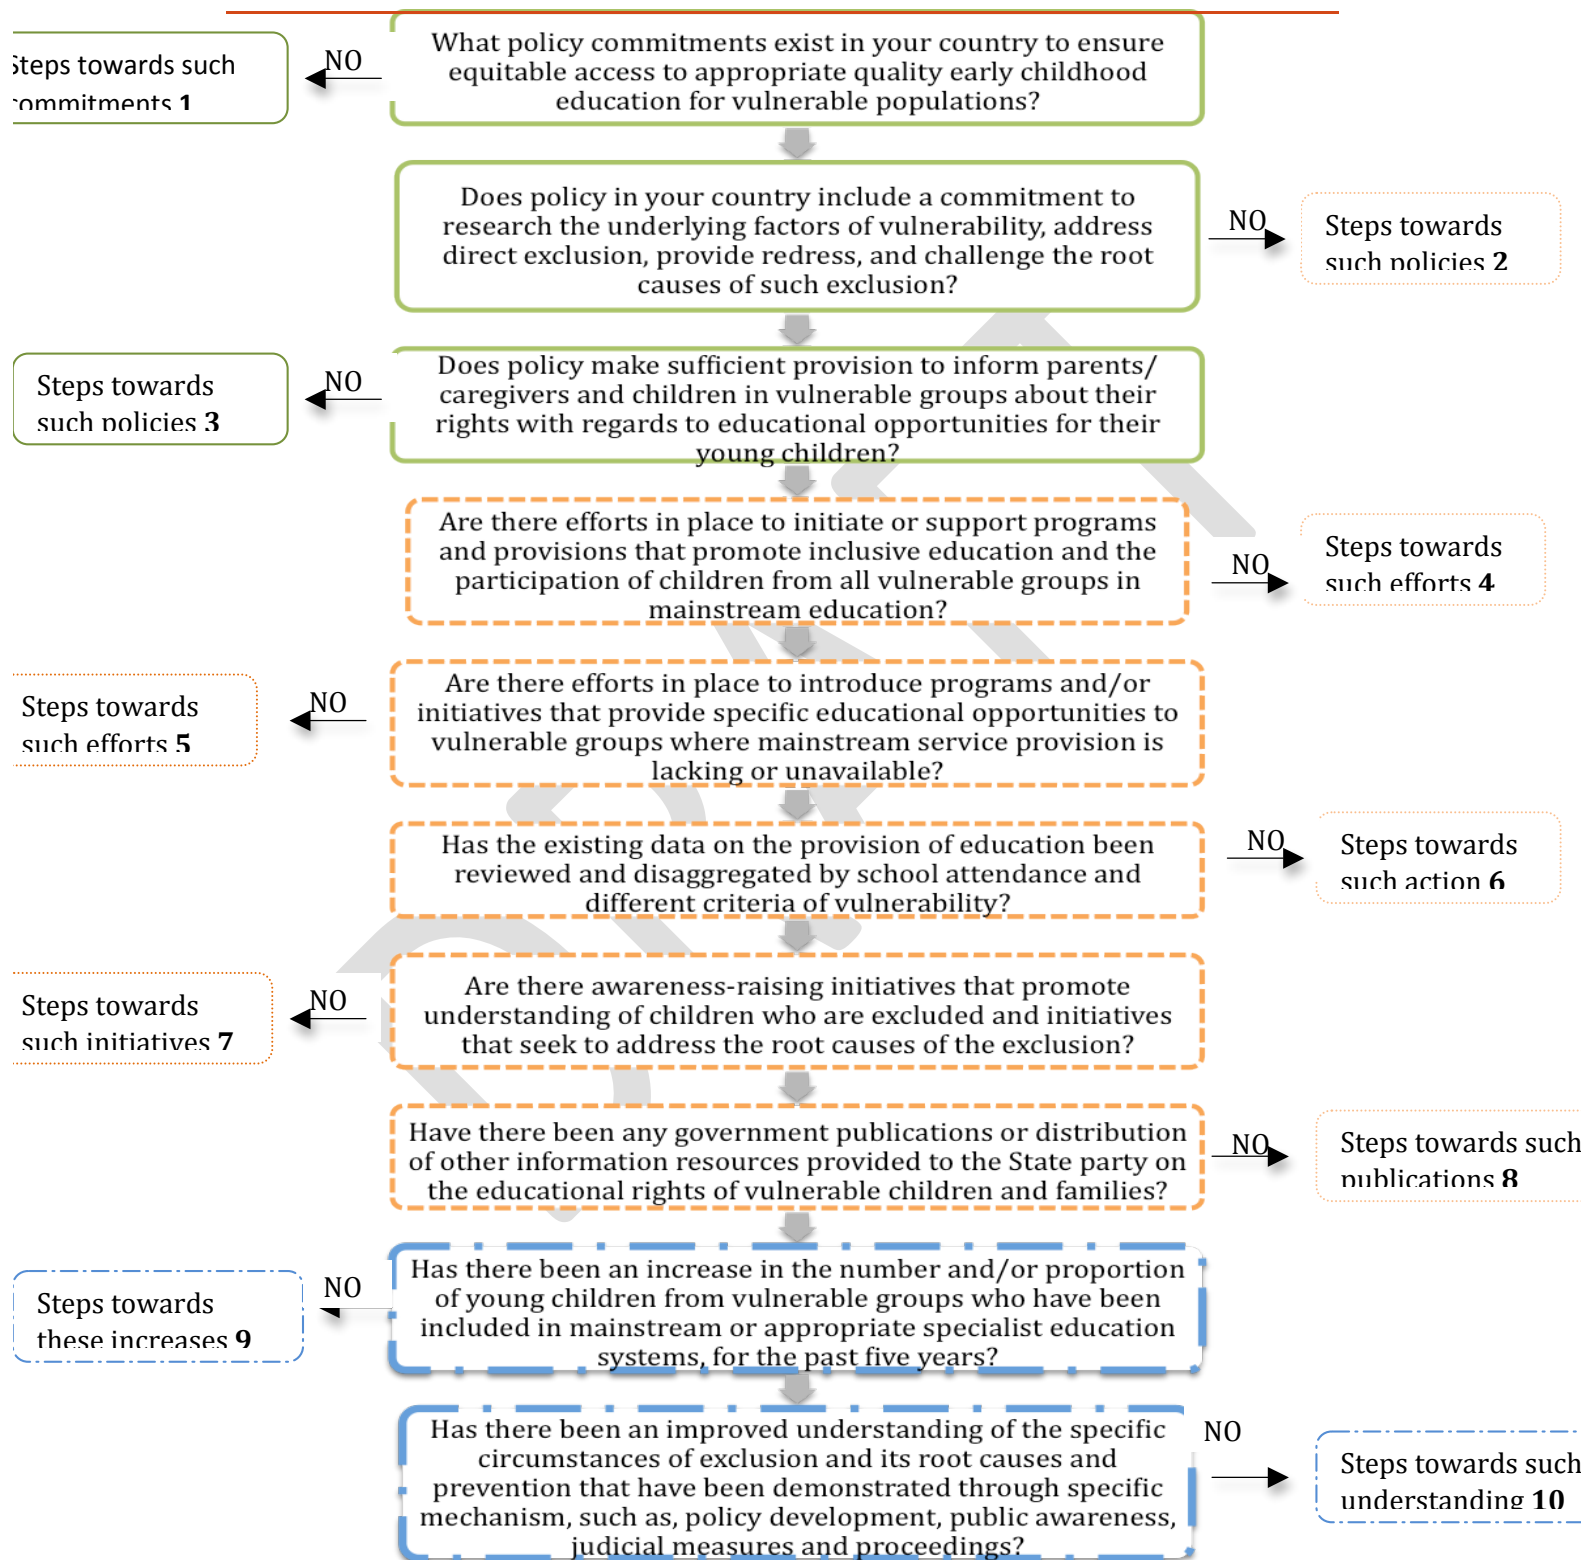 What policy commitments exist in your country to ensure
equitable access to appropriate quality early childhood
education for vulnerable populations?
NO
Steps towards such
commitments 1
Does policy in your country include a commitment to
research the underlying factors of vulnerability, address
direct exclusion, provide redress, and challenge the root
causes of such exclusion?
NO
Steps towards
such policies 2
Does policy make sufficient provision to inform parents/
caregivers and children in vulnerable groups about their
rights with regards to educational opportunities for their
young children?
NO
Steps towards
such policies 3
Are there efforts in place to initiate or support programs
and provisions that promote inclusive education and the
participation of children from all vulnerable groups in
mainstream education?
NO
Steps towards
such efforts 4
Are there efforts in place to introduce programs and/or
initiatives that provide specific educational opportunities to
vulnerable groups where mainstream service provision is
lacking or unavailable?
NO
Steps towards
such efforts 5
Has the existing data on the provision of education been
reviewed and disaggregated by school attendance and
different criteria of vulnerability?
NO
Steps towards
such action 6
Are there awareness-raising initiatives that promote
understanding of children who are excluded and initiatives
that seek to address the root causes of the exclusion?
NO
Steps towards
such initiatives 7
Have there been any government publications or distribution
of other information resources provided to the State party on
the educational rights of vulnerable children and families?
NO
Steps towards such
publications 8
Has there been an increase in the number and/or proportion
of young children from vulnerable groups who have been
included in mainstream or appropriate specialist education
systems, for the past five years?
NO
Steps towards
these increases 9
Has there been an improved understanding of the specific
circumstances of exclusion and its root causes and
prevention that have been demonstrated through specific
mechanism, such as, policy development, public awareness,
judicial measures and proceedings?
NO
Steps towards such
understanding 10